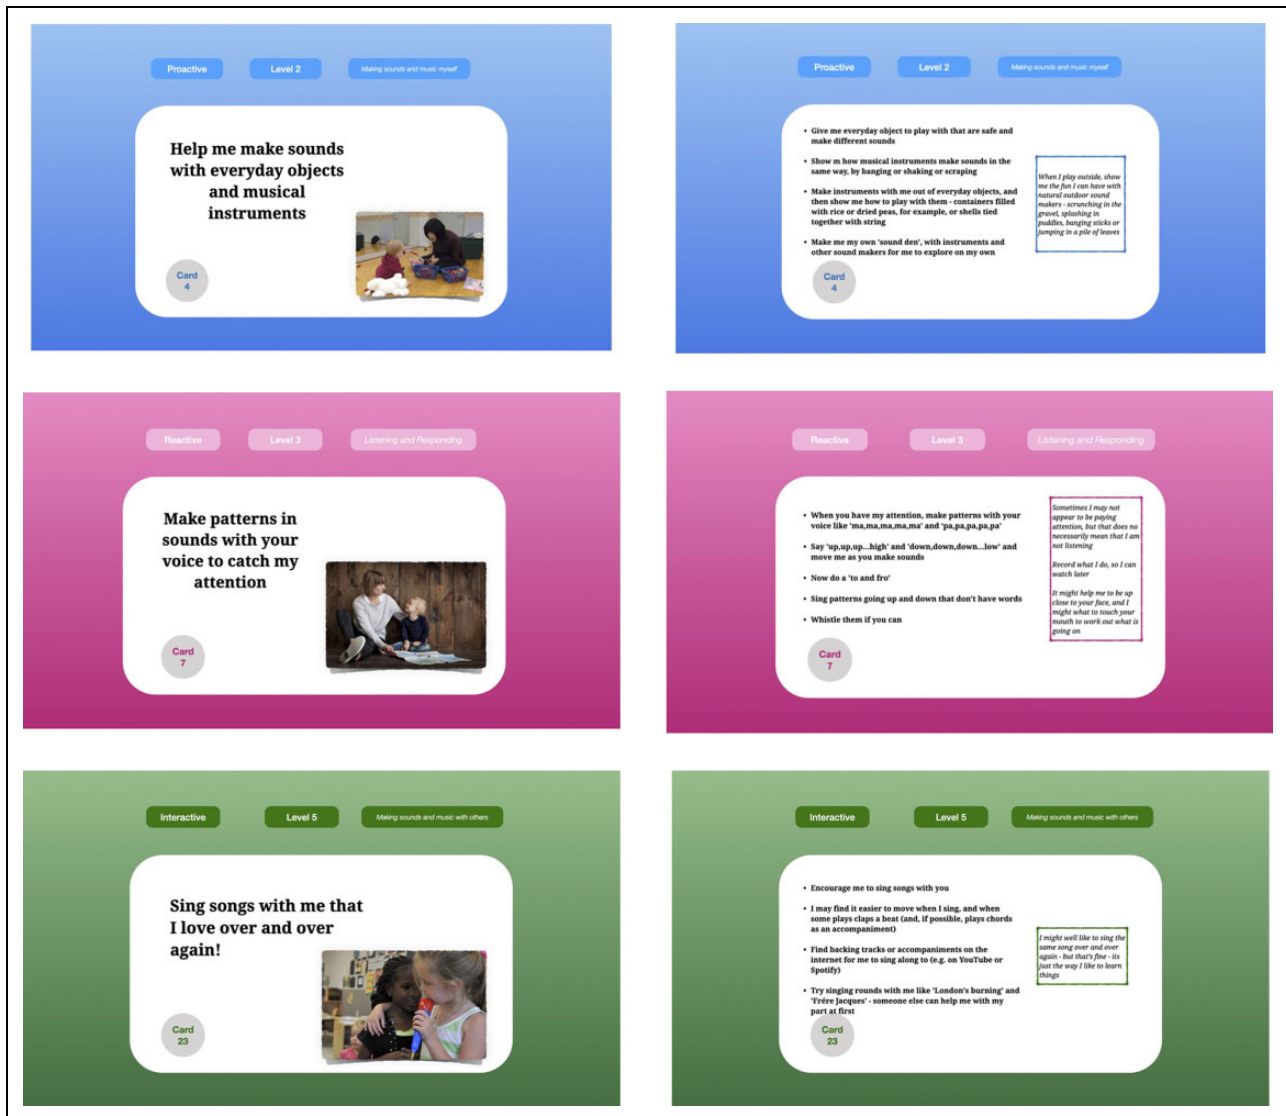 Proactive
Level 2
Making sounds and music myself
Help me make sounds
with everyday objects
and musical
instruments
Card
4
Proactive
Level 2
Making sounds and music myself
• Give me everyday object to play with that are safe and
make different sounds
• Show m how musical instruments make sounds in the
same way, by banging or shaking or scraping
• Make instruments with me out of everyday objects, and
then show me how to play with them - containers filled
with rice or dried peas, for example, or shells tied
together with string
• Make me my own 'sound den', with instruments and
other sound makers for me to explore on my own
When I play outside, show
me the fun I can have with
natural outdoor sound
makers - scrunching in the
gravel, splashing in
puddles, banging sticks or
jumping in a pile of leaves
Card
4
Reactive
Level 3
Listening and Responding
Make patterns in
sounds with your
voice to catch my
attention
Card
7
Reactive
Level 3
Listening and Responding
• When you have my attention, make patterns with your
voice like 'ma,ma,ma,ma,ma' and 'pa,pa,pa,pa,pa'
• Say 'up,up,up...high' and 'down,down,down...low' and
move me as you make sounds
• Now do a 'to and fro'
• Sing patterns going up and down that don't have words
• Whistle them if you can
Sometimes I may not
appear to be paying
attention, but that does no
necessarily mean that I am
not listening
Record what I do, so I can
watch later
It might help me to be up
close to your face, and I
might what to touch your
mouth to work out what is
going on
Card
7
Interactive
Level 5
Making sounds and music with others
Sing songs with me that
I love over and over
again!
Card
23
Interactive
Level 5
Making sounds and music with others
• Encourage me to sing songs with you
• I may find it easier to move when I sing, and when
some plays claps a beat (and, if possible, plays chords
as an accompaniment)
• Find backing tracks or accompaniments on the
internet for me to sing along to (e.g. on YouTube or
Spotify)
• Try singing rounds with me like 'London's burning' and
'Frére Jacques' - someone else can help me with my
part at first
I might well like to sing the
same song over and over
again - but that's fine - its
just the way I like to learn
things
Card
23